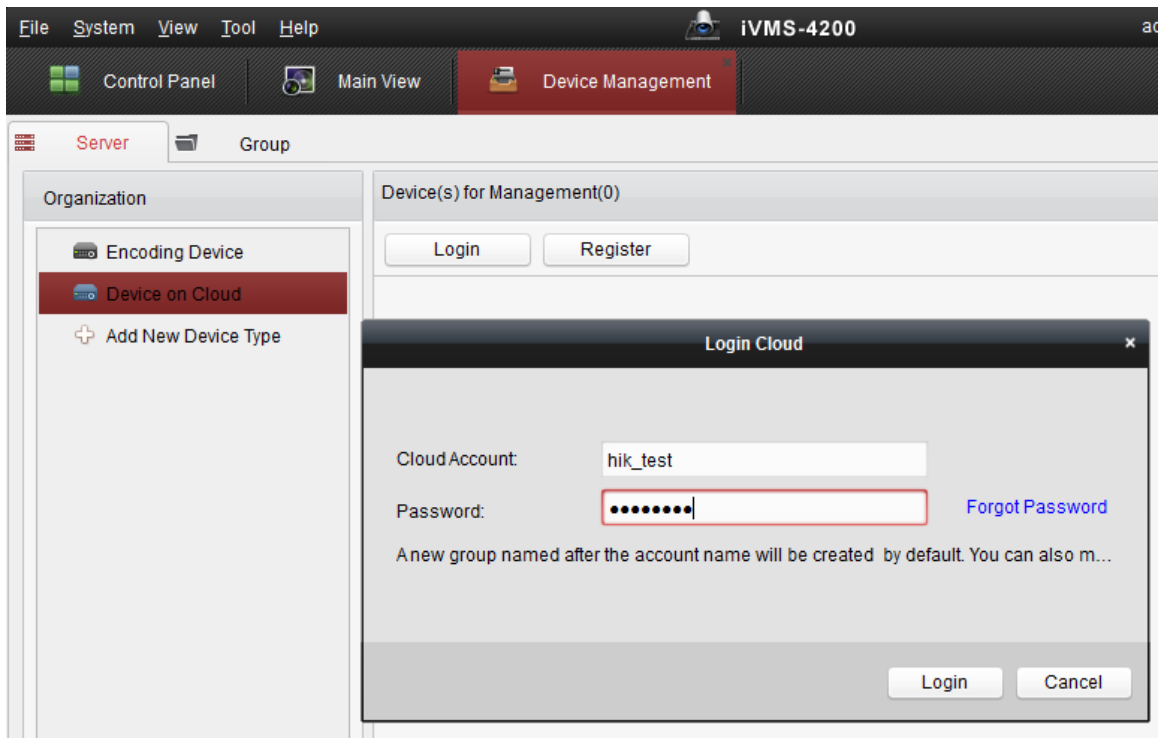 File System View Tool Help iVMS-4200
Control Panel Main View Device Management
Server Group
Organization
Device(s) for Management(0)
Encoding Device
Login Register
Device on Cloud
Add New Device Type
Login Cloud
Cloud Account: hik_test
Password: ●●●●●●●● Forgot Password
A new group named after the account name will be created by default. You can also m...
Login Cancel